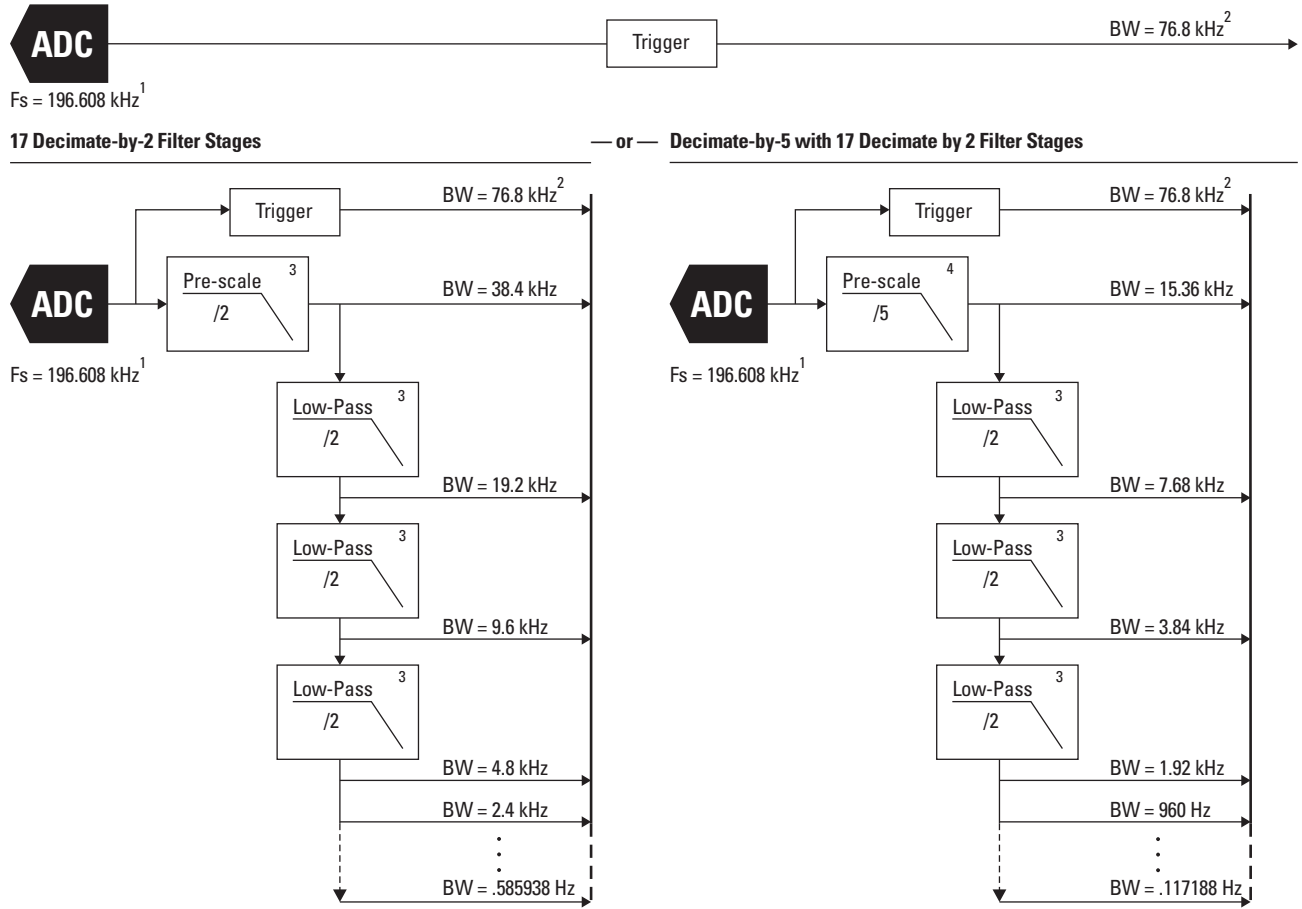 ADC
Trigger
BW = 76.8 kHz2
Fs = 196.608 kHz1
17 Decimate-by-2 Filter Stages
— or —
Decimate-by-5 with 17 Decimate by 2 Filter Stages
Trigger
BW = 76.8 kHz2
ADC
Pre-scale 3
/2
BW = 38.4 kHz
Fs = 196.608 kHz1
Low-Pass 3
/2
BW = 19.2 kHz
Low-Pass 3
/2
BW = 9.6 kHz
Low-Pass 3
/2
BW = 4.8 kHz
BW = 2.4 kHz
BW = .585938 Hz
Trigger
BW = 76.8 kHz2
ADC
Pre-scale 4
/5
BW = 15.36 kHz
Fs = 196.608 kHz1
Low-Pass 3
/2
BW = 7.68 kHz
Low-Pass 3
/2
BW = 3.84 kHz
Low-Pass 3
/2
BW = 1.92 kHz
BW = 960 Hz
BW = .117188 Hz